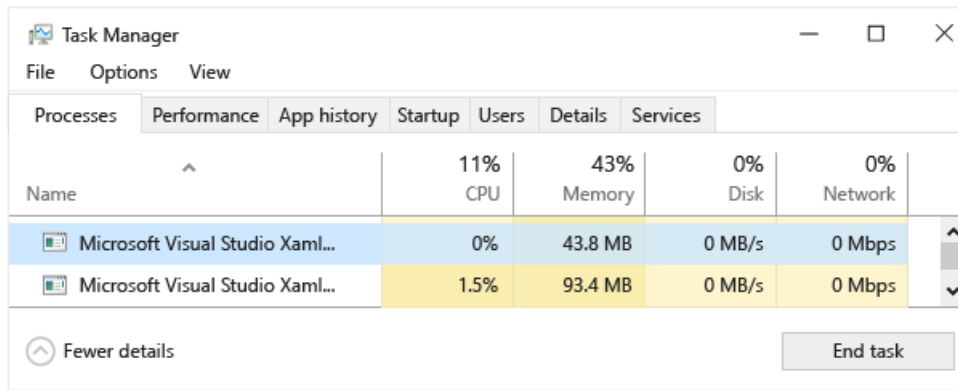 Task Manager
File Options View
Processes Performance App history Startup Users Details Services
11% 43% 0% 0%
Name CPU Memory Disk Network
Microsoft Visual Studio Xaml... 0% 43.8 MB 0 MB/s 0 Mbps
Microsoft Visual Studio Xaml... 1.5% 93.4 MB 0 MB/s 0 Mbps
Fewer details End task